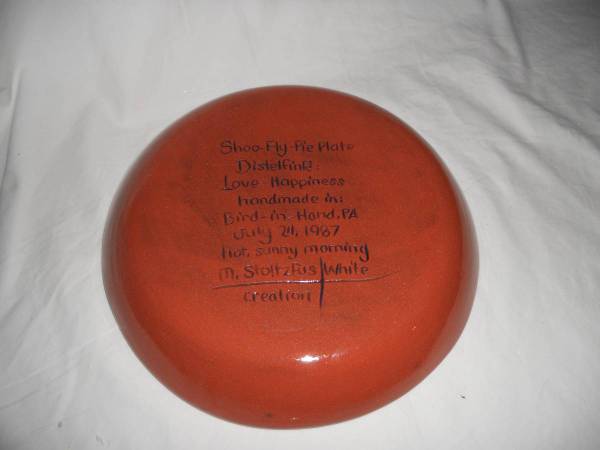 Shoo-Fly-Pie Plate
Distelfink:
Love-Happiness
handmade in:
Bird-in-Hand, PA
July 24, 1987
hot, sunny morning
M. Stoltzfus/White
creation